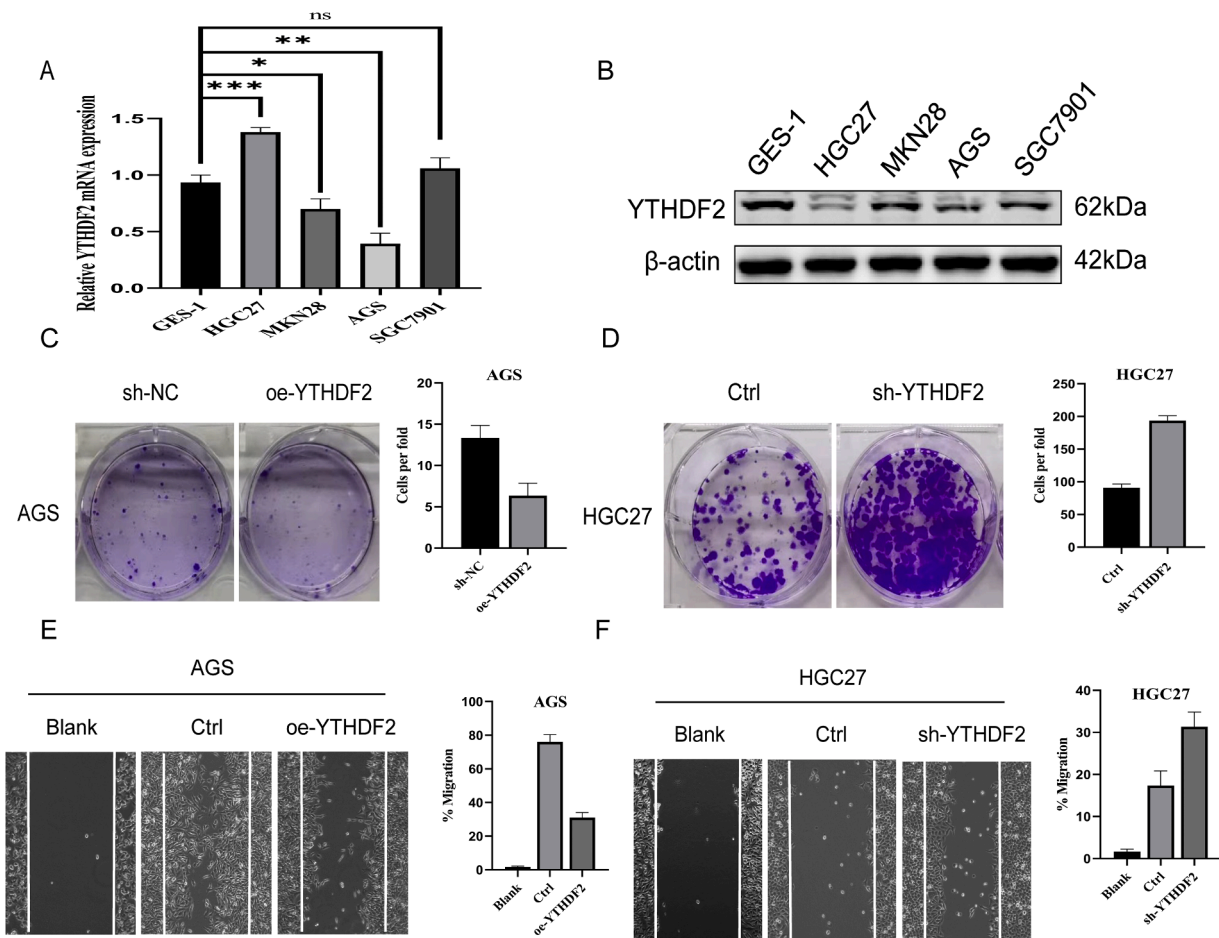 A
ns
**
*
***
Relative YTHDF2 mRNA expression
1.5
1.0
0.5
0.0
GES-1
HGC27
MKN28
AGS
SGC7901
B
GES-1
HGC27
MKN28
AGS
SGC7901
YTHDF2
62kDa
β-actin
42kDa
C
sh-NC
oe-YTHDF2
AGS
AGS
Cells per fold
20
15
10
5
0
sh-NC
oe-YTHDF2
D
Ctrl
sh-YTHDF2
HGC27
HGC27
Cells per fold
250
200
150
100
50
0
Ctrl
sh-YTHDF2
E
AGS
Blank
Ctrl
oe-YTHDF2
AGS
% Migration
100
80
60
40
20
0
Blank
Ctrl
oe-YTHDF2
F
HGC27
Blank
Ctrl
sh-YTHDF2
HGC27
% Migration
40
30
20
10
0
Blank
Ctrl
sh-YTHDF2